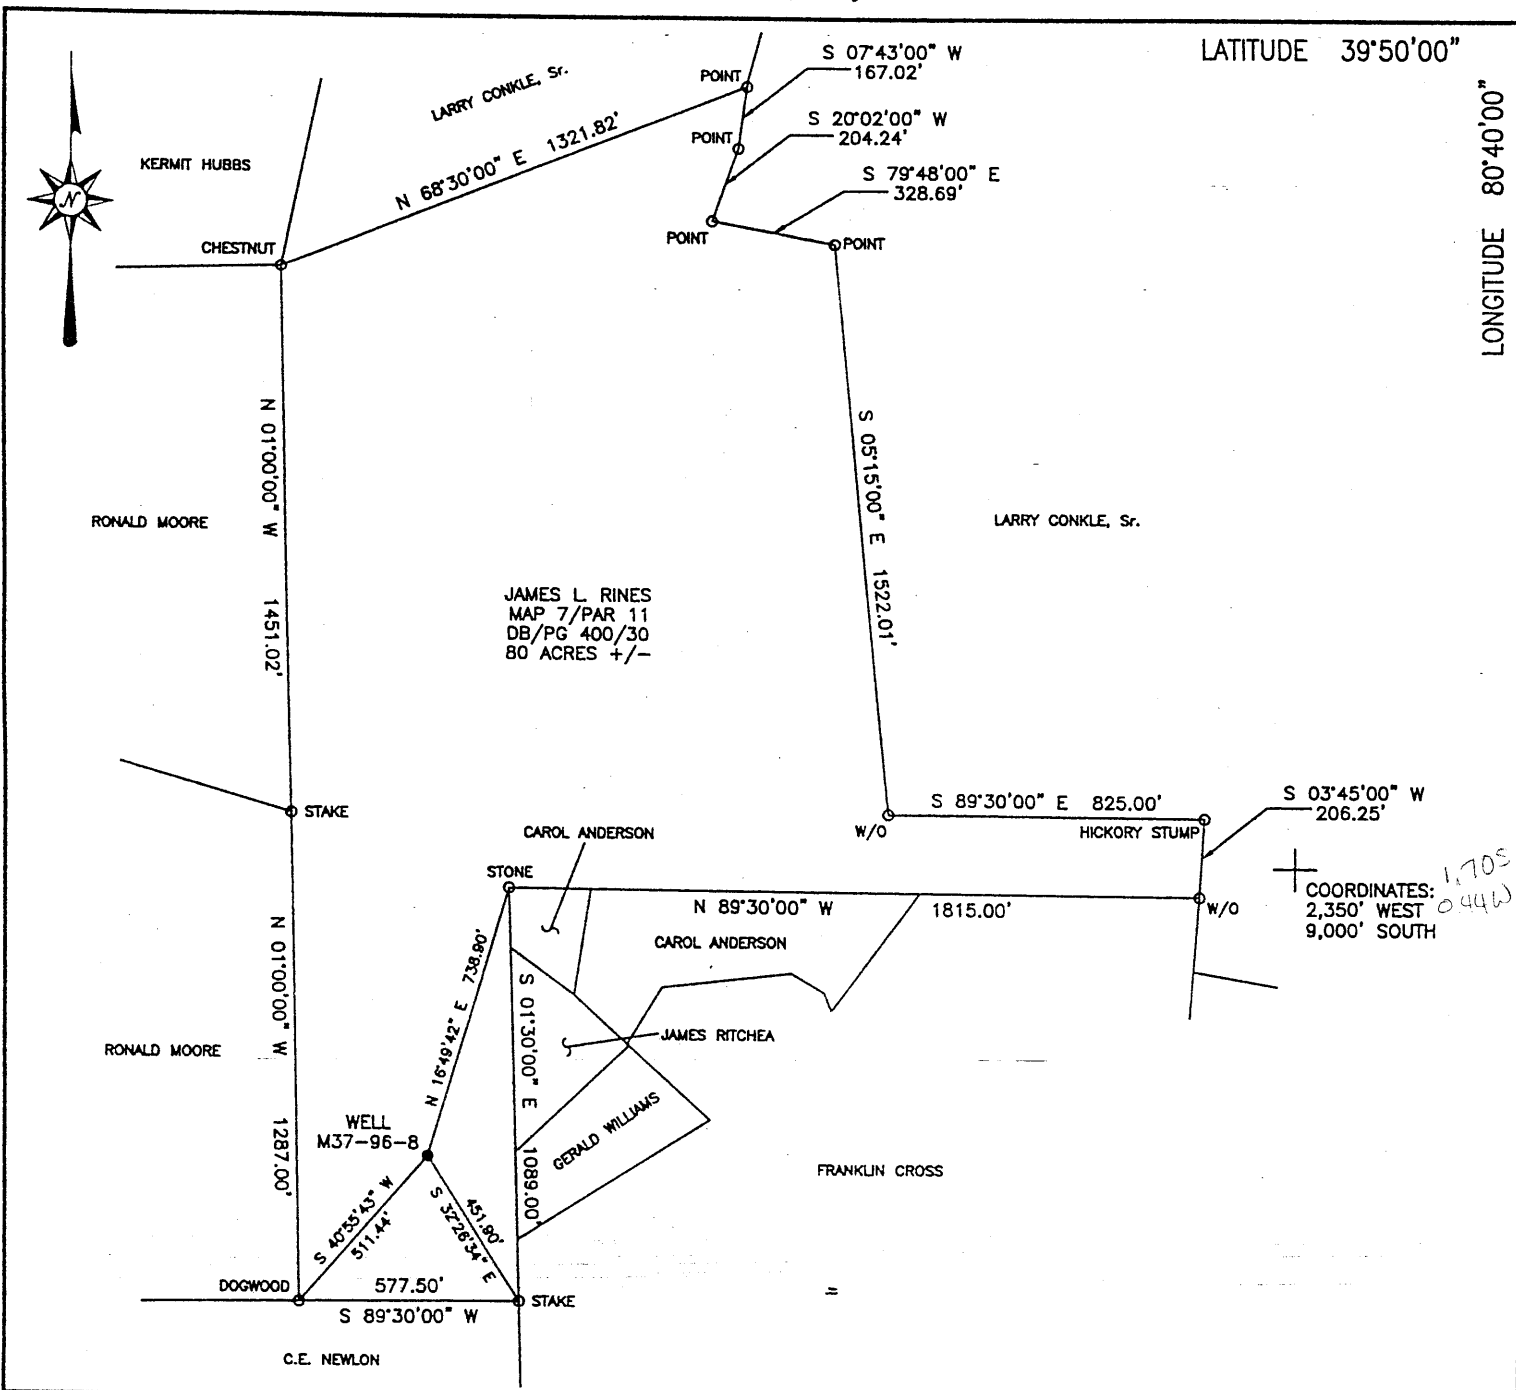 LATITUDE 39°50'00"
LONGITUDE 80°40'00"
S 07°43'00" W
167.02'
POINT
LARRY CONKLE, Sr.
N 68°30'00" E 1321.82'
S 20°02'00" W
204.24'
POINT
KERMIT HUBBS
S 79°48'00" E
328.69'
N
POINT
POINT
CHESTNUT
N 01°00'00" W 1451.02'
S 05°15'00" E 1522.01'
RONALD MOORE
LARRY CONKLE, Sr.
JAMES L. RINES
MAP 7/PAR 11
DB/PG 400/30
80 ACRES +/-
STAKE
S 89°30'00" E 825.00'
S 03°45'00" W
206.25'
W/O
HICKORY STUMP
CAROL ANDERSON
STONE
N 89°30'00" W 1815.00'
W/O
COORDINATES:
2,350' WEST
9,000' SOUTH
1.70S
0.44W
CAROL ANDERSON
N 01°00'00" W 1287.00'
N 16°49'42" E 738.90'
S 01°30'00" E 1089.00'
JAMES RITCHEA
RONALD MOORE
GERALD WILLIAMS
WELL
M37-96-8
FRANKLIN CROSS
S 40°55'43" W
511.44'
451.90'
S 32°26'34" E
DOGWOOD
577.50'
S 89°30'00" W
STAKE
C.E. NEWLON